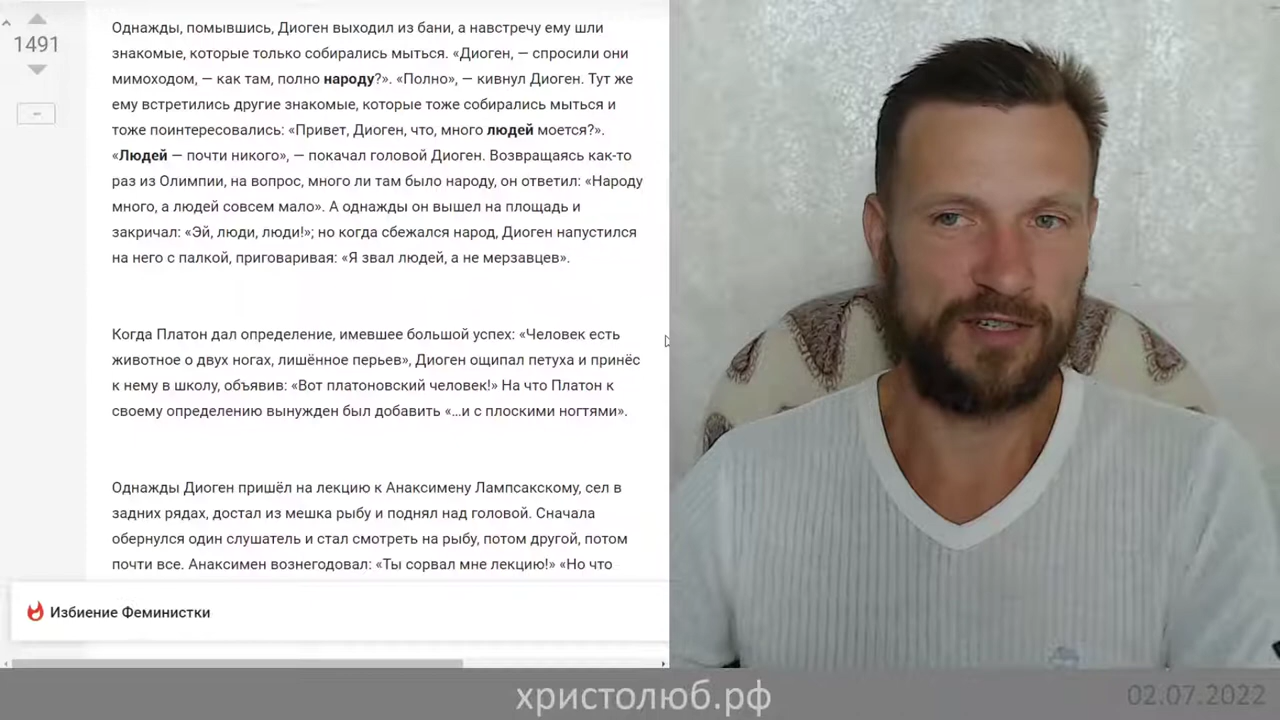 1491
Однажды, помывшись, Диоген выходил из бани, а навстречу ему шли
знакомые, которые только собирались мыться. «Диоген, — спросили они
мимоходом, — как там, полно народу?». «Полно», — кивнул Диоген. Тут же
ему встретились другие знакомые, которые тоже собирались мыться и
тоже поинтересовались: «Привет, Диоген, что, много людей моется?».
«Людей — почти никого», — покачал головой Диоген. Возвращаясь как-то
раз из Олимпии, на вопрос, много ли там было народу, он ответил: «Народу
много, а людей совсем мало». А однажды он вышел на площадь и
закричал: «Эй, люди, люди!»; но когда сбежался народ, Диоген напустился
на него с палкой, приговаривая: «Я звал людей, а не мерзавцев».
Когда Платон дал определение, имевшее большой успех: «Человек есть
животное о двух ногах, лишённое перьев», Диоген ощипал петуха и принёс
к нему в школу, объявив: «Вот платоновский человек!» На что Платон к
своему определению вынужден был добавить «…и с плоскими ногтями».
Однажды Диоген пришёл на лекцию к Анаксимену Лампсакскому, сел в
задних рядах, достал из мешка рыбу и поднял над головой. Сначала
обернулся один слушатель и стал смотреть на рыбу, потом другой, потом
почти все. Анаксимен вознегодовал: «Ты сорвал мне лекцию!» «Но что
Избиение Феминистки
христолюб.рф
02.07.2022